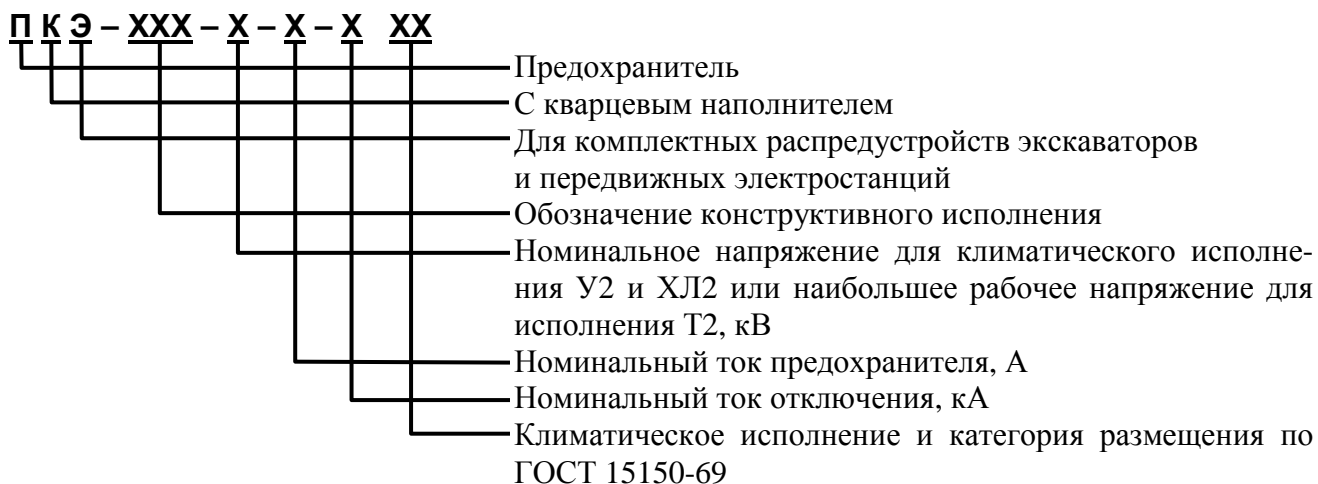 П К Э – ХХХ – Х – Х – Х ХХ
Предохранитель
С кварцевым наполнителем
Для комплектных распредустройств экскаваторов
и передвижных электростанций
Обозначение конструктивного исполнения
Номинальное напряжение для климатического исполне-
ния У2 и ХЛ2 или наибольшее рабочее напряжение для
исполнения Т2, кВ
Номинальный ток предохранителя, А
Номинальный ток отключения, кА
Климатическое исполнение и категория размещения по
ГОСТ 15150-69